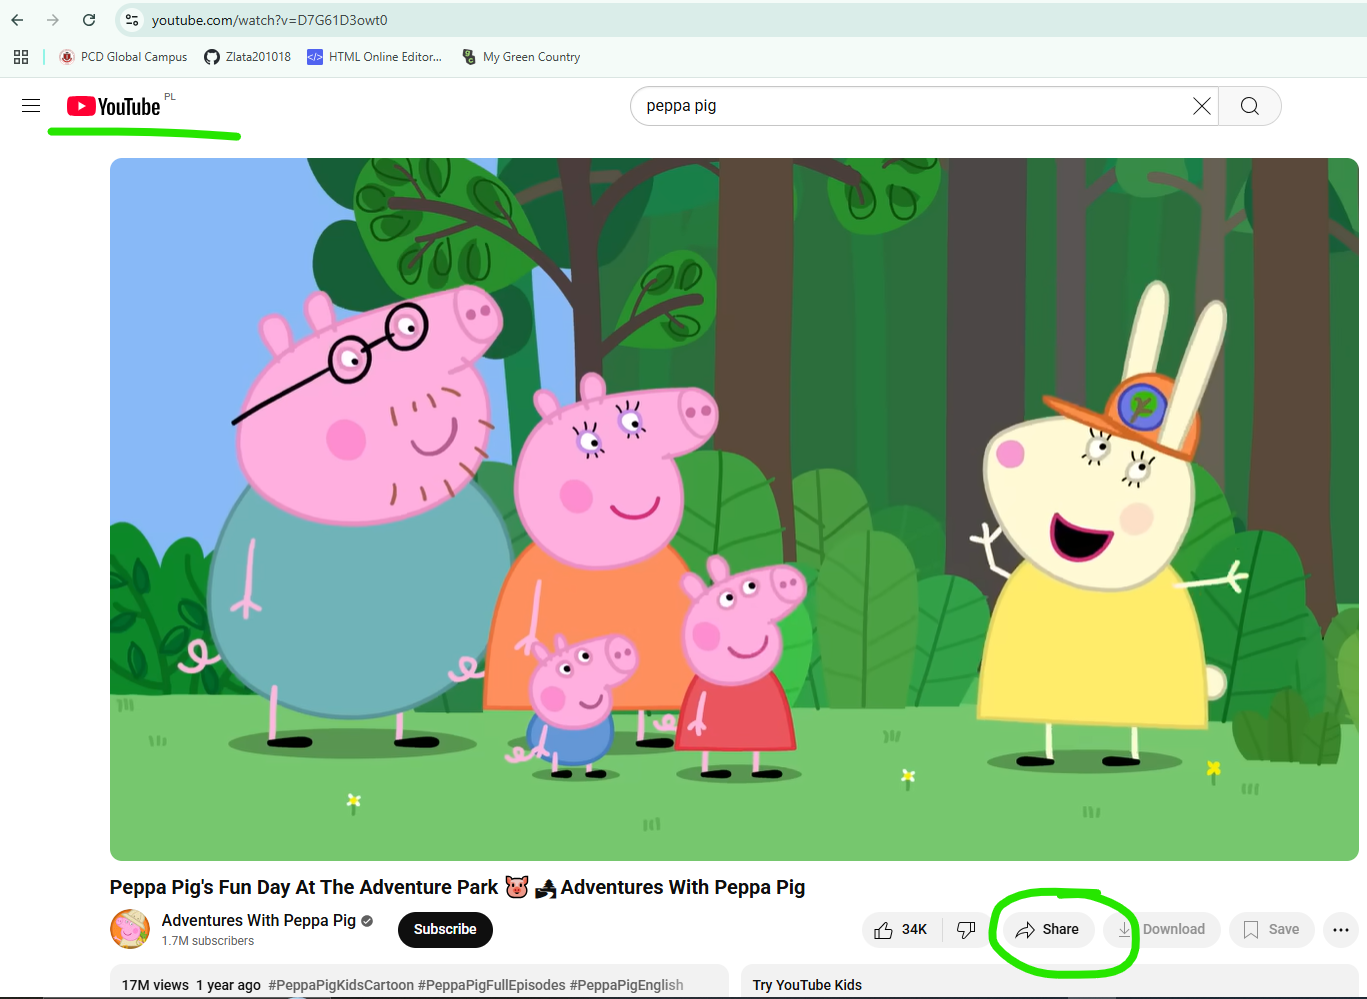 youtube.com/watch?v=D7G61D3owt0
PCD Global Campus Zlata201018 HTML Online Editor... My Green Country
YouTube PL
peppa pig
Peppa Pig's Fun Day At The Adventure Park 🐷 🏞️ Adventures With Peppa Pig
Adventures With Peppa Pig
1.7M subscribers
Subscribe
34K
Share
Download
Save
17M views 1 year ago #PeppaPigKidsCartoon #PeppaPigFullEpisodes #PeppaPigEnglish
Try YouTube Kids